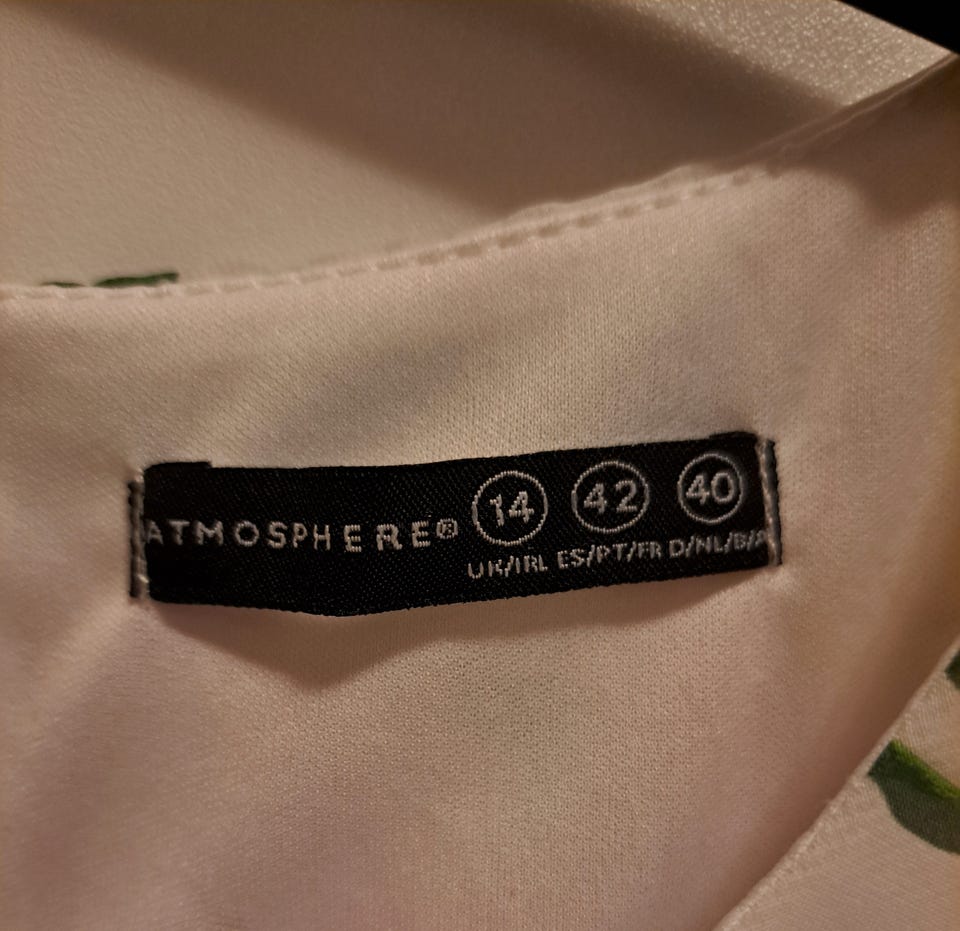 ATMOSPHERE® 14 42 40
UK/IRL ES/PT/FR D/NL/B/A